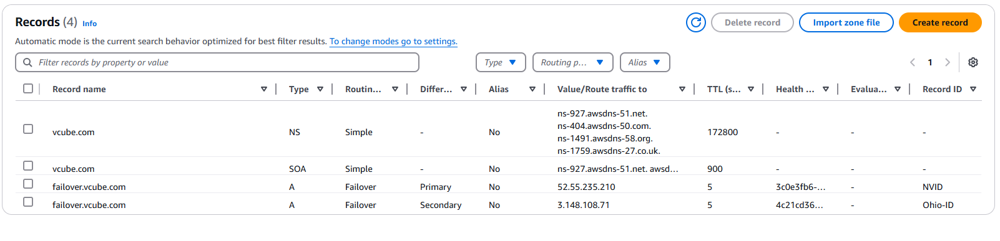 Records (4) Info
Delete record
Import zone file
Create record
Automatic mode is the current search behavior optimized for best filter results. To change modes go to settings.
Filter records by property or value
Type
Routing p...
Alias
1
Record name Type Routin... Differ... Alias Value/Route traffic to TTL (s... Health ... Evalua... Record ID
vcube.com NS Simple - No ns-927.awsdns-51.net. 172800 - - -
ns-404.awsdns-50.com.
ns-1491.awsdns-58.org.
ns-1759.awsdns-27.co.uk.
vcube.com SOA Simple - No ns-927.awsdns-51.net. awsd... 900 - - -
failover.vcube.com A Failover Primary No 52.55.235.210 5 3c0e3fb6-... - NVID
failover.vcube.com A Failover Secondary No 3.148.108.71 5 4c21cd36... - Ohio-ID